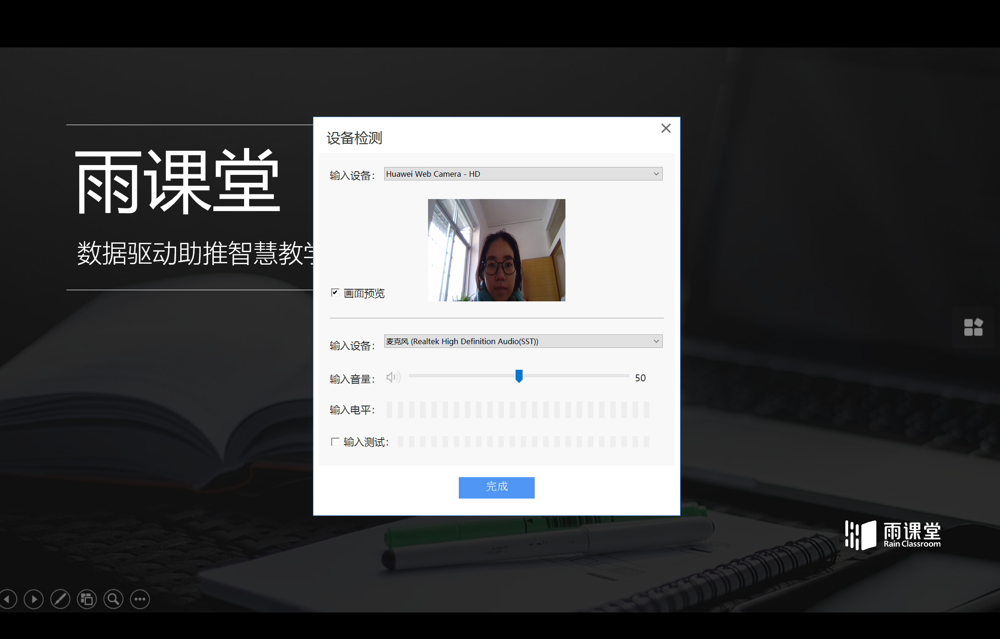 雨课堂
数据驱动助推智慧教学
设备检测
输入设备：
Huawei Web Camera - HD
画面预览
输入设备：
麦克风 (Realtek High Definition Audio(SST))
输入音量：
50
输入电平：
输入测试：
完成
雨课堂
Rain Classroom